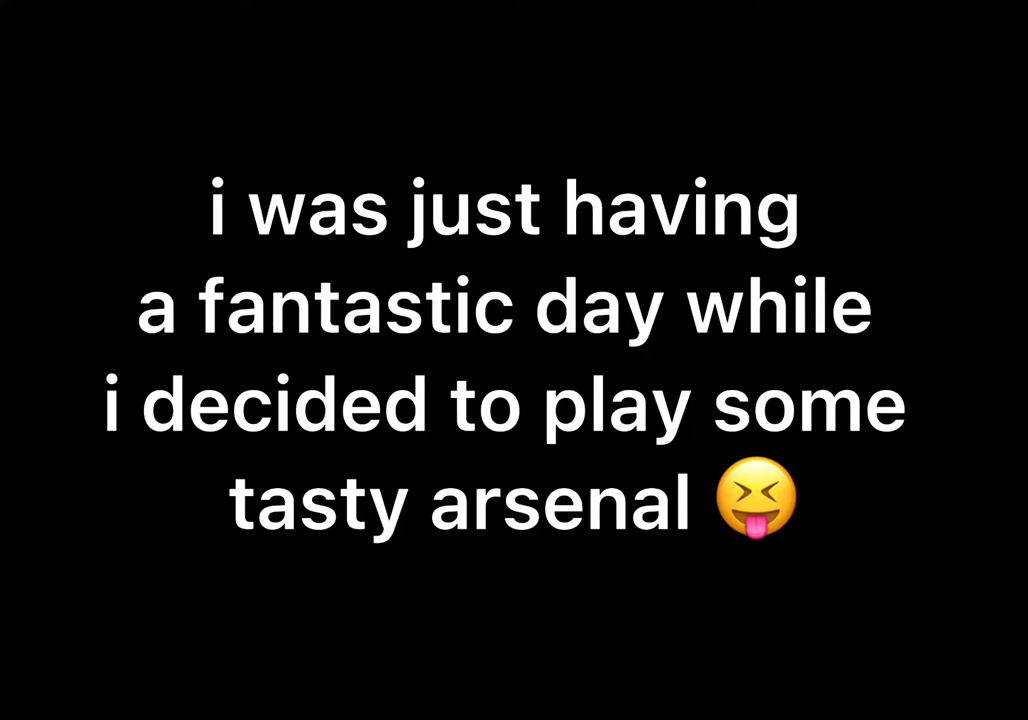 i was just having
a fantastic day while
i decided to play some
tasty arsenal 😝